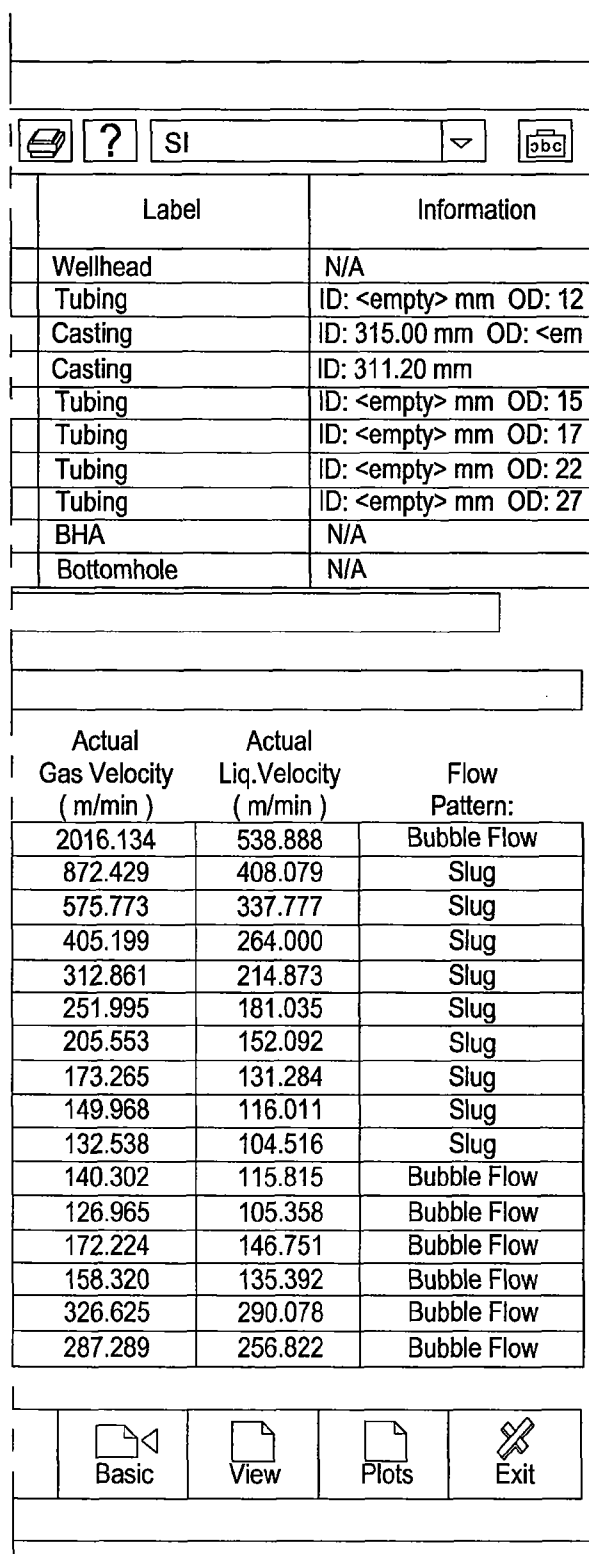 ? SI abc
Label Information
Wellhead N/A
Tubing ID: <empty> mm OD: 12
Casting ID: 315.00 mm OD: <em
Casting ID: 311.20 mm
Tubing ID: <empty> mm OD: 15
Tubing ID: <empty> mm OD: 17
Tubing ID: <empty> mm OD: 22
Tubing ID: <empty> mm OD: 27
BHA N/A
Bottomhole N/A
Actual Actual
Gas Velocity Liq.Velocity Flow
( m/min ) ( m/min ) Pattern:
2016.134 538.888 Bubble Flow
872.429 408.079 Slug
575.773 337.777 Slug
405.199 264.000 Slug
312.861 214.873 Slug
251.995 181.035 Slug
205.553 152.092 Slug
173.265 131.284 Slug
149.968 116.011 Slug
132.538 104.516 Slug
140.302 115.815 Bubble Flow
126.965 105.358 Bubble Flow
172.224 146.751 Bubble Flow
158.320 135.392 Bubble Flow
326.625 290.078 Bubble Flow
287.289 256.822 Bubble Flow
Basic View Plots Exit